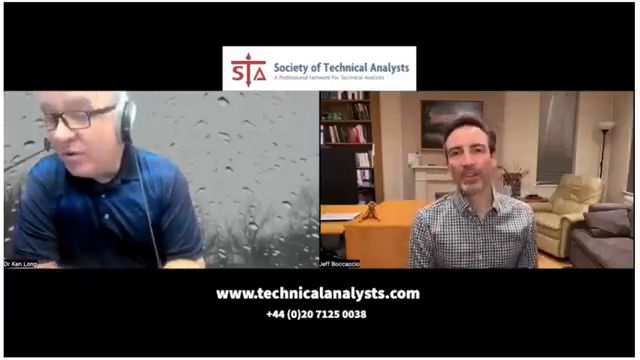 STA
Society of Technical Analysts
A Professional Network For Technical Analysts
Dr Ken Long
Jeff Boccaccio
www.technicalanalysts.com
+44 (0)20 7125 0038